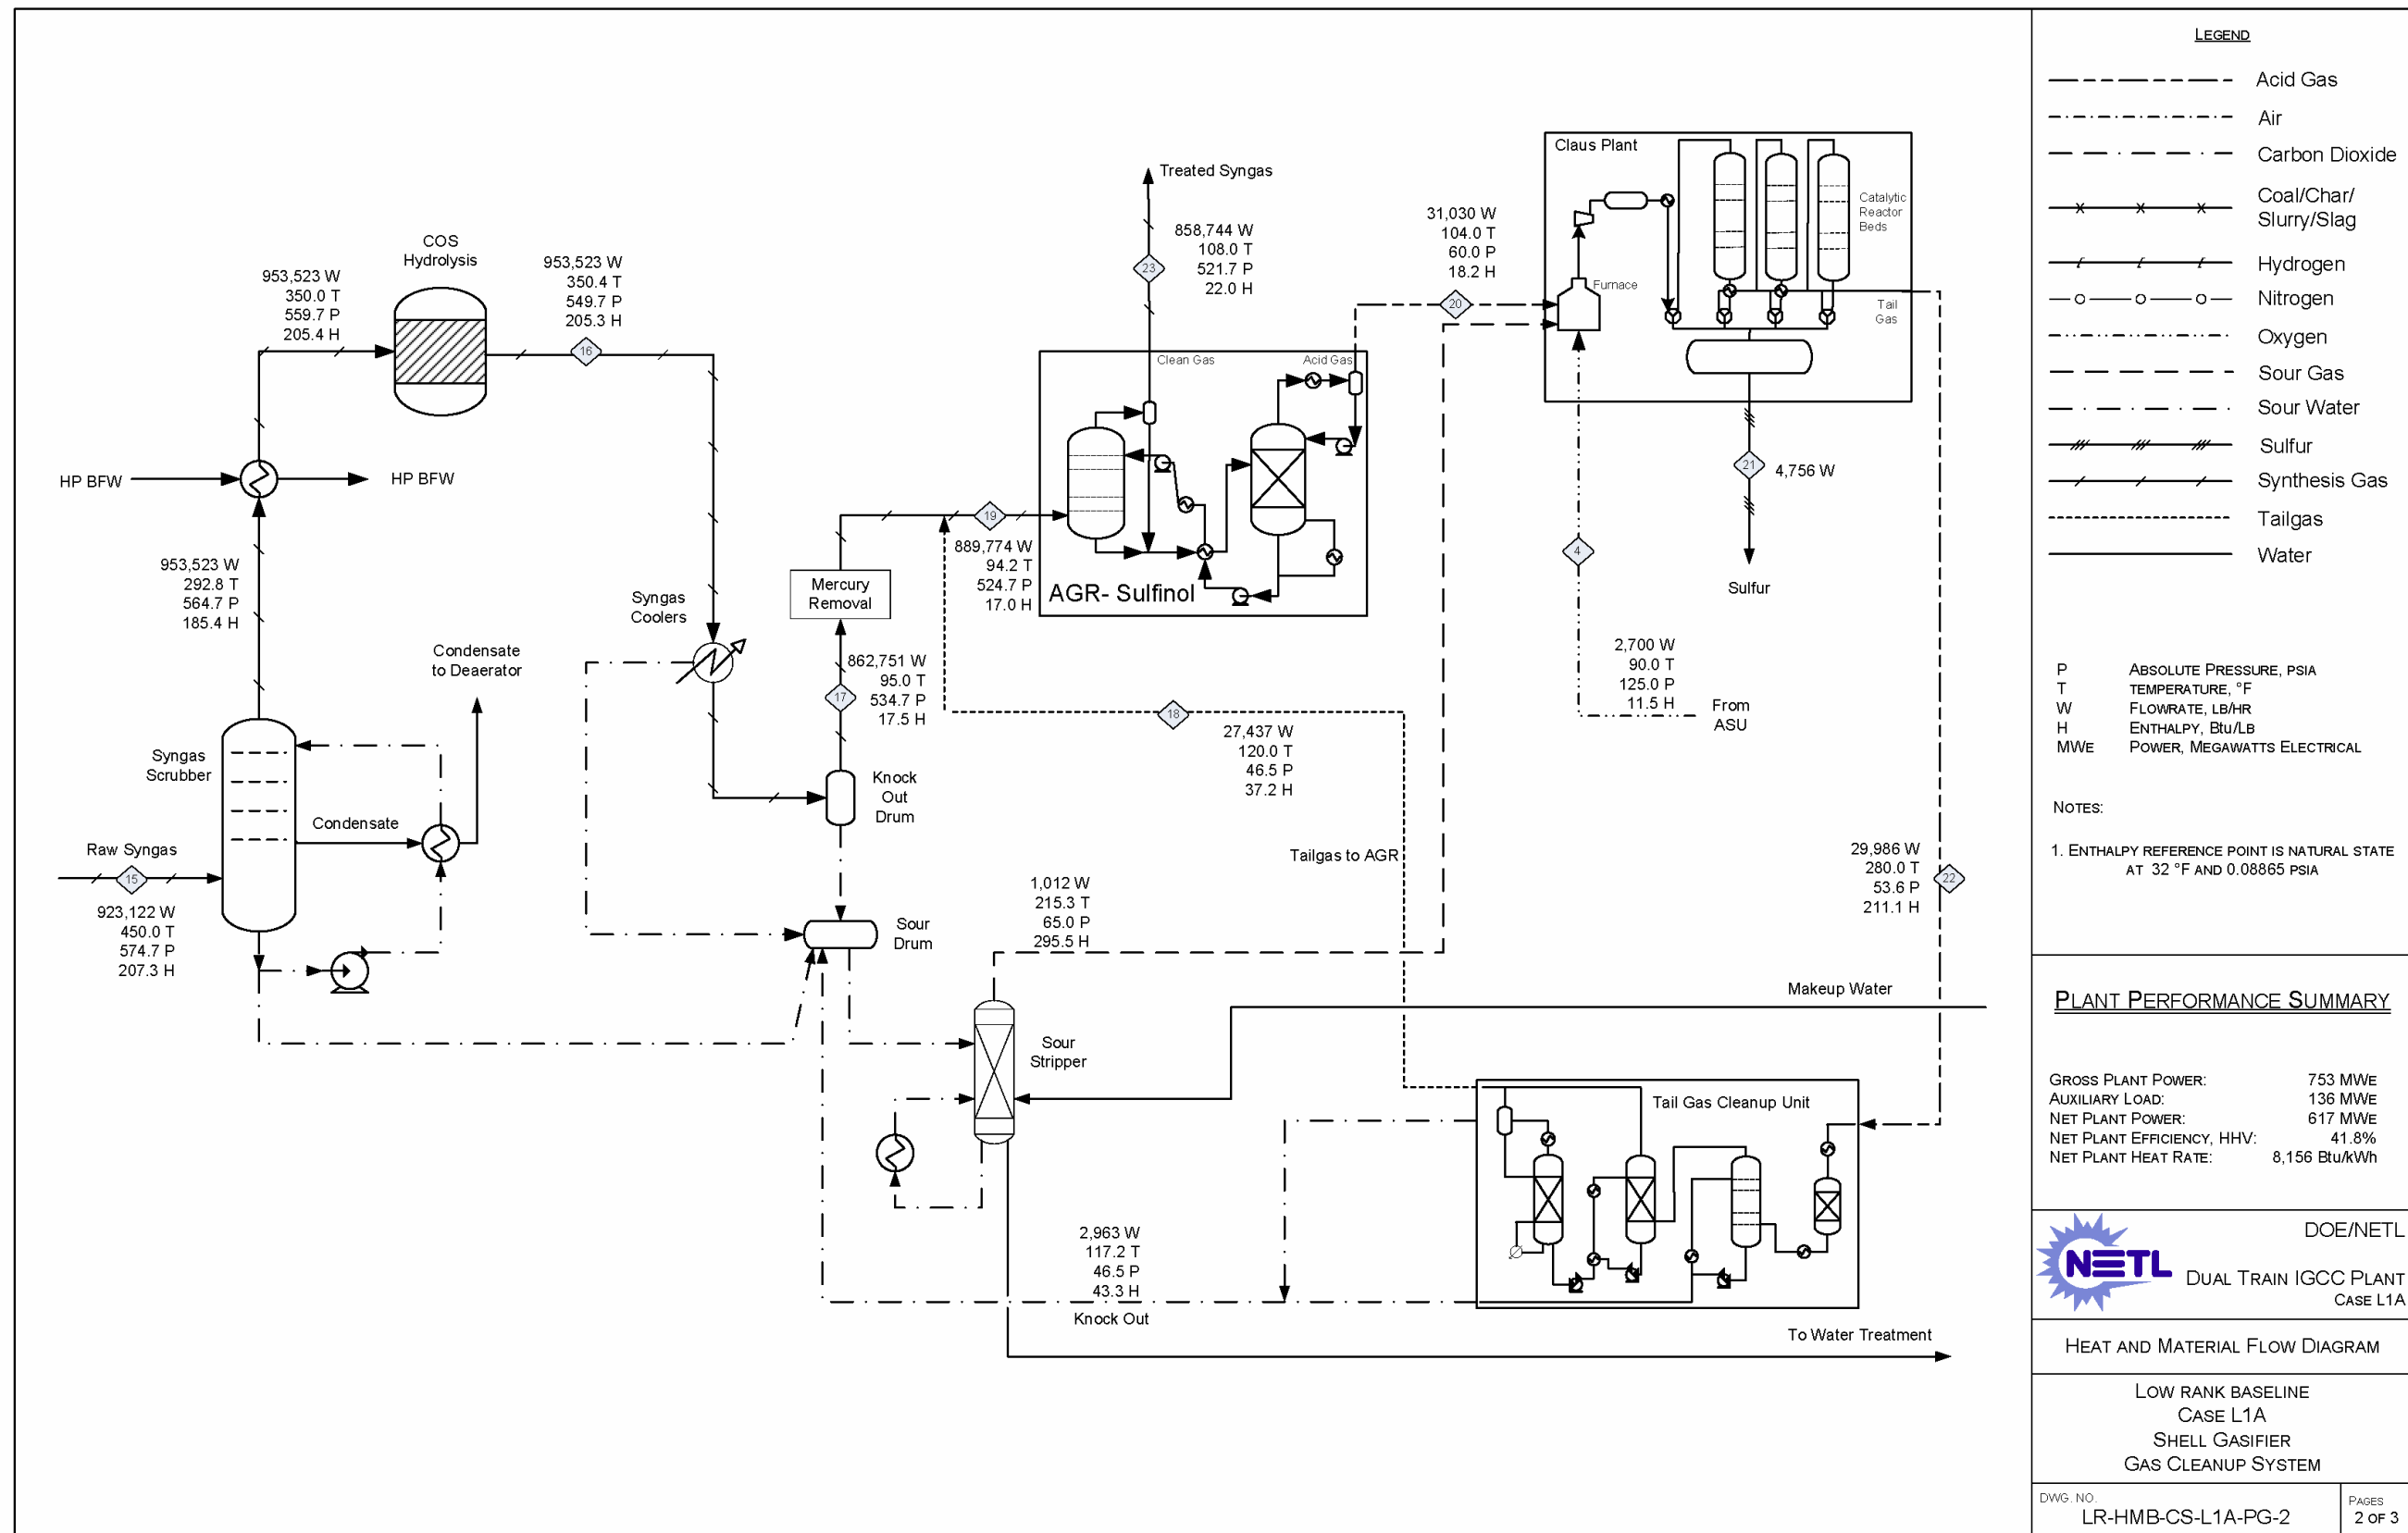 Treated Syngas
858,744 W
108.0 T
521.7 P
22.0 H
23
COS
Hydrolysis
953,523 W
350.0 T
559.7 P
205.4 H
953,523 W
350.4 T
549.7 P
205.3 H
16
HP BFW
HP BFW
953,523 W
292.8 T
564.7 P
185.4 H
Condensate
to Deaerator
Syngas
Scrubber
Condensate
Raw Syngas
15
923,122 W
450.0 T
574.7 P
207.3 H
Syngas
Coolers
Mercury
Removal
862,751 W
95.0 T
534.7 P
17.5 H
17
Knock
Out
Drum
Sour
Drum
19
889,774 W
94.2 T
524.7 P
17.0 H
Clean Gas
Acid Gas
AGR- Sulfinol
31,030 W
104.0 T
60.0 P
18.2 H
20
Claus Plant
Furnace
Catalytic
Reactor
Beds
Tail
Gas
21
4,756 W
Sulfur
4
2,700 W
90.0 T
125.0 P
11.5 H
From
ASU
18
27,437 W
120.0 T
46.5 P
37.2 H
Tailgas to AGR
29,986 W
280.0 T
53.6 P
211.1 H
22
1,012 W
215.3 T
65.0 P
295.5 H
Makeup Water
Sour
Stripper
Tail Gas Cleanup Unit
2,963 W
117.2 T
46.5 P
43.3 H
Knock Out
To Water Treatment
LEGEND
Acid Gas
Air
Carbon Dioxide
Coal/Char/
Slurry/Slag
Hydrogen
Nitrogen
Oxygen
Sour Gas
Sour Water
Sulfur
Synthesis Gas
Tailgas
Water
P ABSOLUTE PRESSURE, PSIA
T TEMPERATURE, °F
W FLOWRATE, LB/HR
H ENTHALPY, Btu/LB
MWE POWER, MEGAWATTS ELECTRICAL
NOTES:
1. ENTHALPY REFERENCE POINT IS NATURAL STATE
AT 32 °F AND 0.08865 PSIA
PLANT PERFORMANCE SUMMARY
GROSS PLANT POWER: 753 MWE
AUXILIARY LOAD: 136 MWE
NET PLANT POWER: 617 MWE
NET PLANT EFFICIENCY, HHV: 41.8%
NET PLANT HEAT RATE: 8,156 Btu/kWh
NETL
DOE/NETL
DUAL TRAIN IGCC PLANT
CASE L1A
HEAT AND MATERIAL FLOW DIAGRAM
LOW RANK BASELINE
CASE L1A
SHELL GASIFIER
GAS CLEANUP SYSTEM
DWG. NO.
LR-HMB-CS-L1A-PG-2
PAGES
2 OF 3